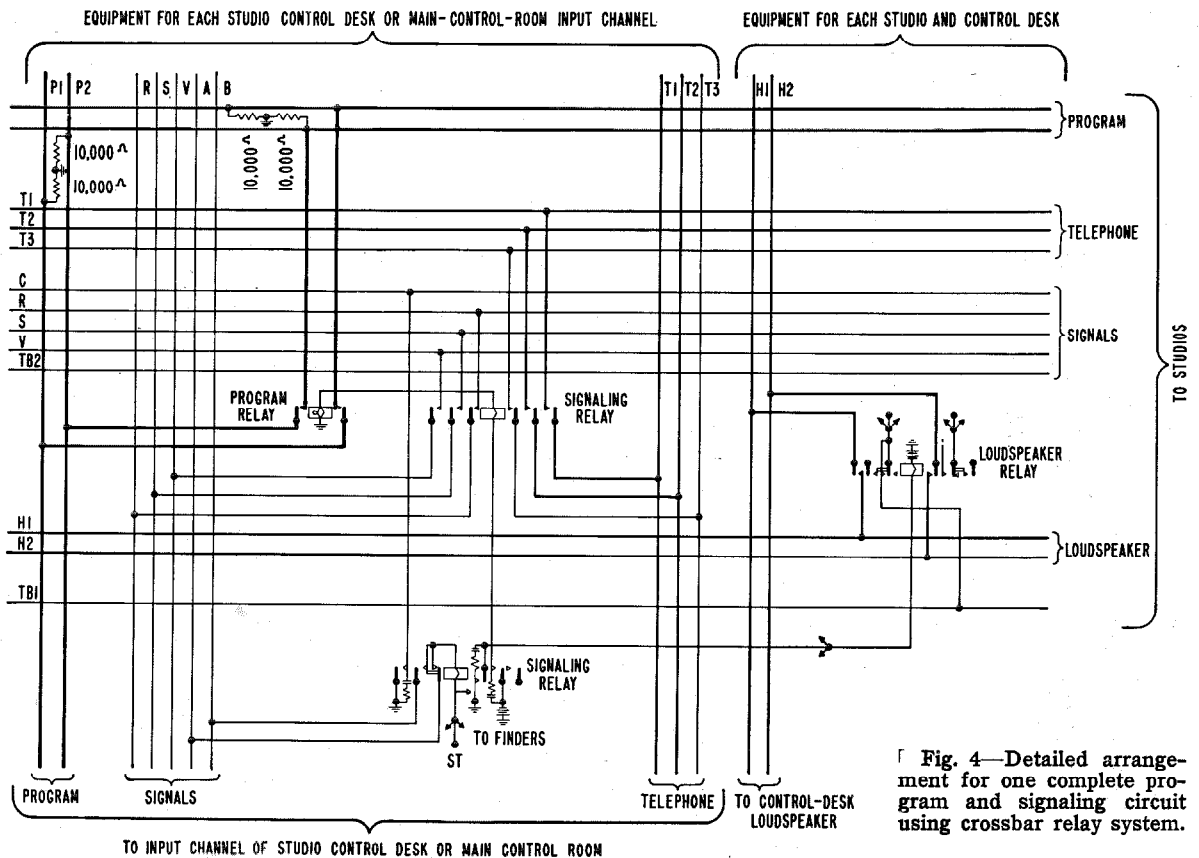 EQUIPMENT FOR EACH STUDIO CONTROL DESK OR MAIN-CONTROL-ROOM INPUT CHANNEL
EQUIPMENT FOR EACH STUDIO AND CONTROL DESK
P1 P2 R S V A B T1 T2 T3 H1 H2
PROGRAM
10,000 Ω
10,000 Ω
10,000 Ω
10,000 Ω
T1
T2
T3
TELEPHONE
C
R
S
V
TB2
SIGNALS
TO STUDIOS
PROGRAM
RELAY
SIGNALING
RELAY
LOUDSPEAKER
RELAY
H1
H2
LOUDSPEAKER
TB1
SIGNALING
RELAY
TO FINDERS
ST
PROGRAM
SIGNALS
TELEPHONE
TO CONTROL-DESK
LOUDSPEAKER
TO INPUT CHANNEL OF STUDIO CONTROL DESK OR MAIN CONTROL ROOM
Fig. 4—Detailed arrange-
ment for one complete pro-
gram and signaling circuit
using crossbar relay system.